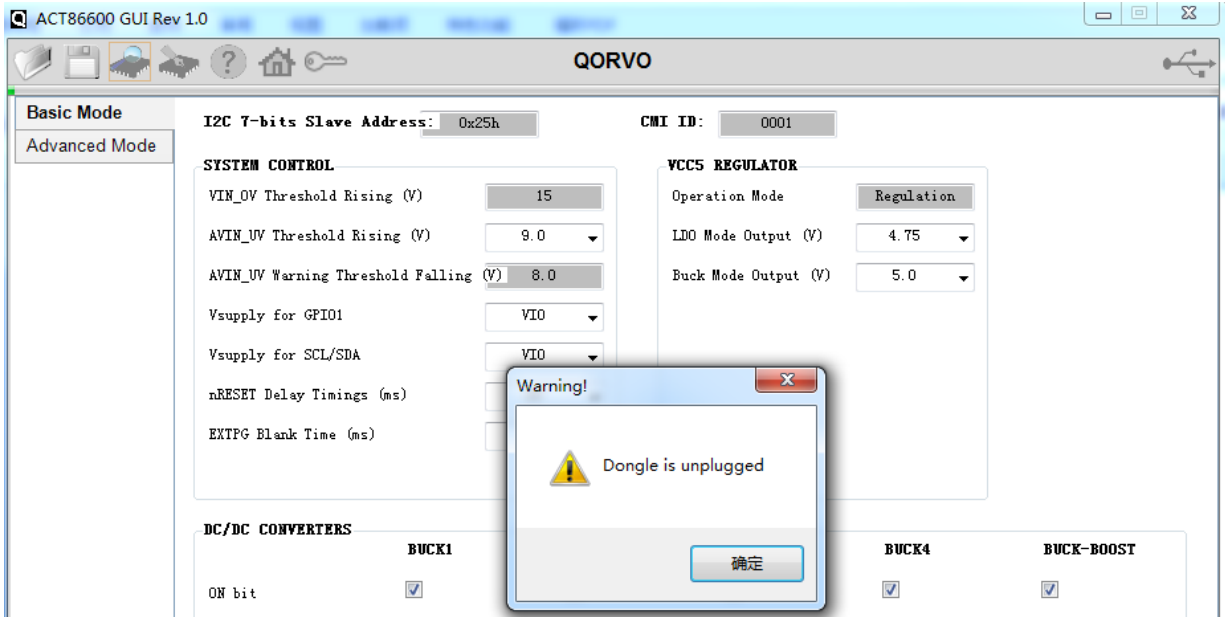 ACT86600 GUI Rev 1.0
QORVO
Basic Mode
Advanced Mode
I2C 7-bits Slave Address: 0x25h CMI ID: 0001
SYSTEM CONTROL
VIN_OV Threshold Rising (V) 15
AVIN_UV Threshold Rising (V) 9.0
AVIN_UV Warning Threshold Falling (V) 8.0
Vsupply for GPIO1 VIO
Vsupply for SCL/SDA VIO
nRESET Delay Timings (ms)
EXTPG Blank Time (ms)
VCC5 REGULATOR
Operation Mode Regulation
LDO Mode Output (V) 4.75
Buck Mode Output (V) 5.0
Warning!
Dongle is unplugged
确定
DC/DC CONVERTERS
BUCK1 BUCK4 BUCK-BOOST
ON bit